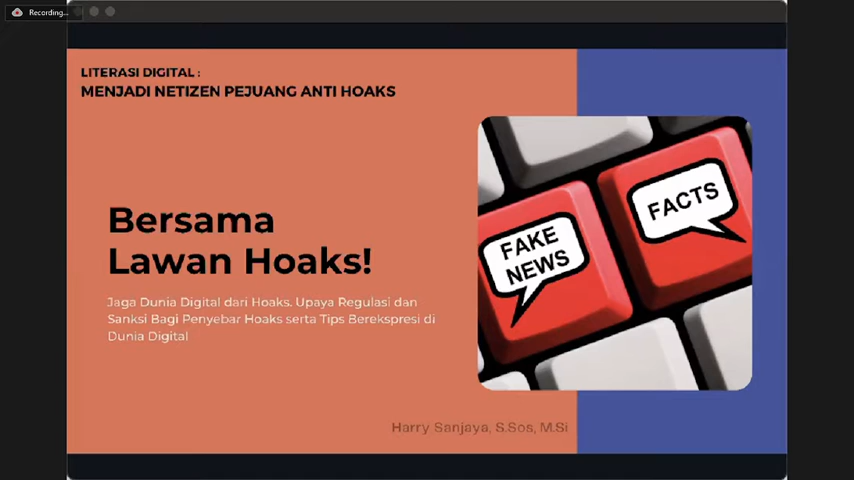 Recording...
LITERASI DIGITAL :
MENJADI NETIZEN PEJUANG ANTI HOAKS
Bersama
Lawan Hoaks!
Jaga Dunia Digital dari Hoaks. Upaya Regulasi dan
Sanksi Bagi Penyebar Hoaks serta Tips Berekspresi di
Dunia Digital
FAKE
NEWS
FACTS
Harry Sanjaya, S.Sos, M.Si